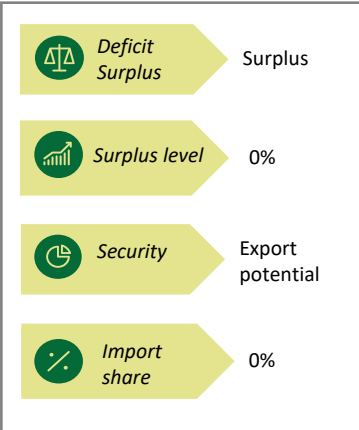 Deficit
Surplus
Surplus
Surplus level
0%
Security
Export
potential
Import
share
0%